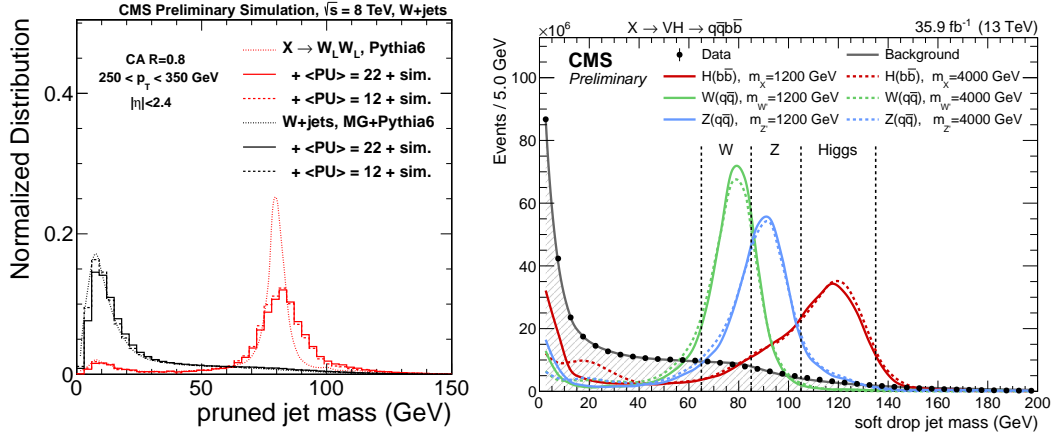 CMS Preliminary Simulation, √s = 8 TeV, W+jets
Normalized Distribution
0.4
0.2
0
CA R=0.8
250 < p_T < 350 GeV
|η|<2.4
X → W_L W_L, Pythia6
+ <PU> = 22 + sim.
+ <PU> = 12 + sim.
W+jets, MG+Pythia6
+ <PU> = 22 + sim.
+ <PU> = 12 + sim.
0 50 100 150
pruned jet mass (GeV)
×10⁶
X → VH → qq̄bb̄
35.9 fb⁻¹ (13 TeV)
Events / 5.0 GeV
100
80
60
40
20
0
CMS
Preliminary
Data
Background
H(bb̄), m_X=1200 GeV
H(bb̄), m_X=4000 GeV
W(qq̄), m_W'=1200 GeV
W(qq̄), m_W'=4000 GeV
Z(qq̄), m_Z'=1200 GeV
Z(qq̄), m_Z'=4000 GeV
W Z Higgs
0 20 40 60 80 100 120 140 160 180 200
soft drop jet mass (GeV)